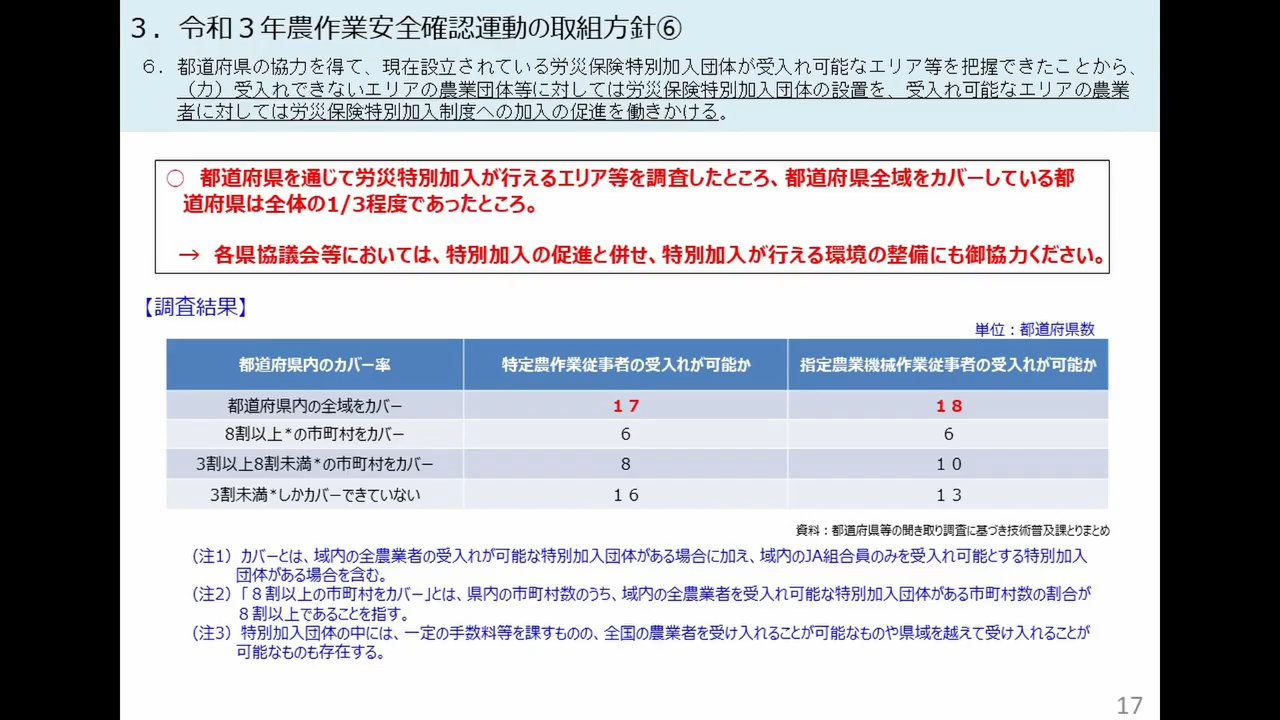 ３．令和３年農作業安全確認運動の取組方針⑥
６．都道府県の協力を得て、現在設立されている労災保険特別加入団体が受入れ可能なエリア等を把握できたことから、
（力）受入れできないエリアの農業団体等に対しては労災保険特別加入団体の設置を、受入れ可能なエリアの農業
者に対しては労災保険特別加入制度への加入の促進を働きかける。
○ 都道府県を通じて労災特別加入が行えるエリア等を調査したところ、都道府県全域をカバーしている都
道府県は全体の1/3程度であったところ。
→ 各県協議会等においては、特別加入の促進と併せ、特別加入が行える環境の整備にも御協力ください。
【調査結果】
単位：都道府県数
都道府県内のカバー率 特定農作業従事者の受入れが可能か 指定農業機械作業従事者の受入れが可能か
都道府県内の全域をカバー １７ １８
8割以上*の市町村をカバー ６ ６
3割以上8割未満*の市町村をカバー ８ １０
3割未満*しかカバーできていない １６ １３
資料：都道府県等の聞き取り調査に基づき技術普及課とりまとめ
（注1） カバーとは、域内の全農業者の受入れが可能な特別加入団体がある場合に加え、域内のJA組合員のみを受入れ可能とする特別加入
団体がある場合を含む。
（注2）「８割以上の市町村をカバー」とは、県内の市町村数のうち、域内の全農業者を受入れ可能な特別加入団体がある市町村数の割合が
８割以上であることを指す。
（注3） 特別加入団体の中には、一定の手数料等を課すものの、全国の農業者を受け入れることが可能なものや県域を越えて受け入れることが
可能なものも存在する。
17